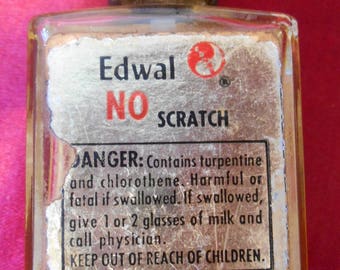 Edwal ®
NO SCRATCH
DANGER: Contains turpentine
and chlorothene. Harmful or
fatal if swallowed. If swallowed,
give 1 or 2 glasses of milk and
call physician.
KEEP OUT OF REACH OF CHILDREN.